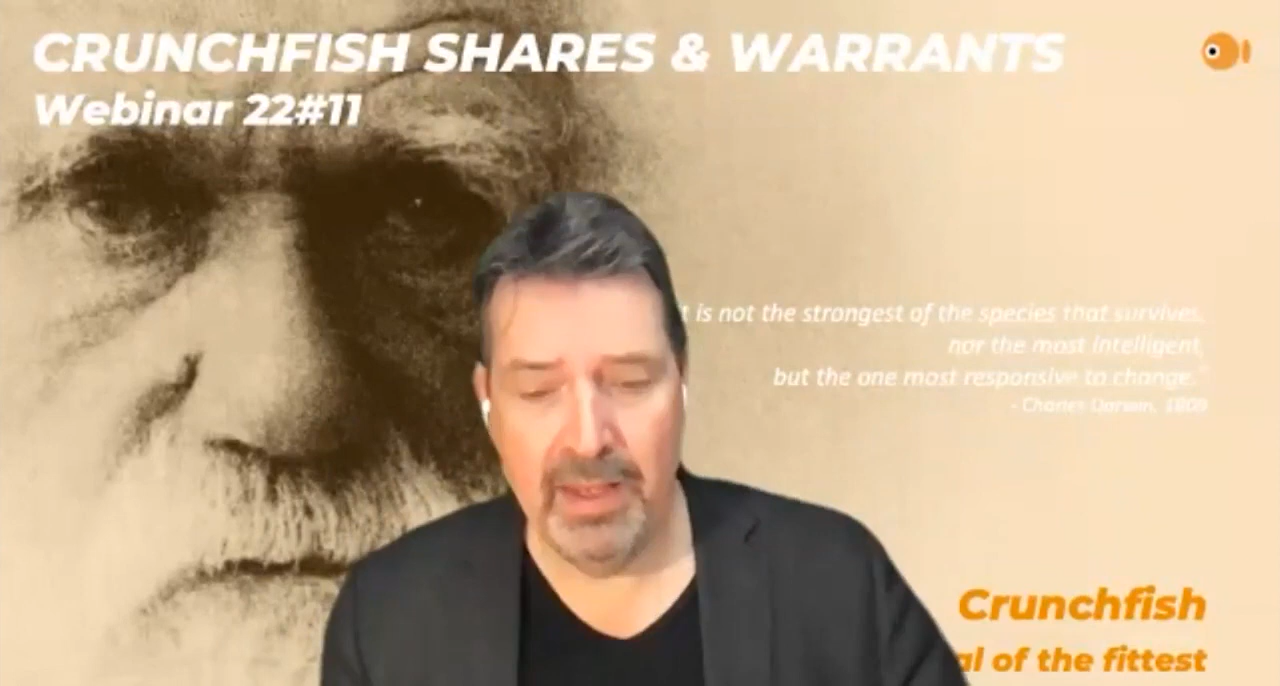 CRUNCHFISH SHARES & WARRANTS
Webinar 22#11
t is not the strongest of the species that survives,
nor the most intelligent,
but the one most responsive to change."
- Charles Darwin, 1809
Crunchfish
al of the fittest